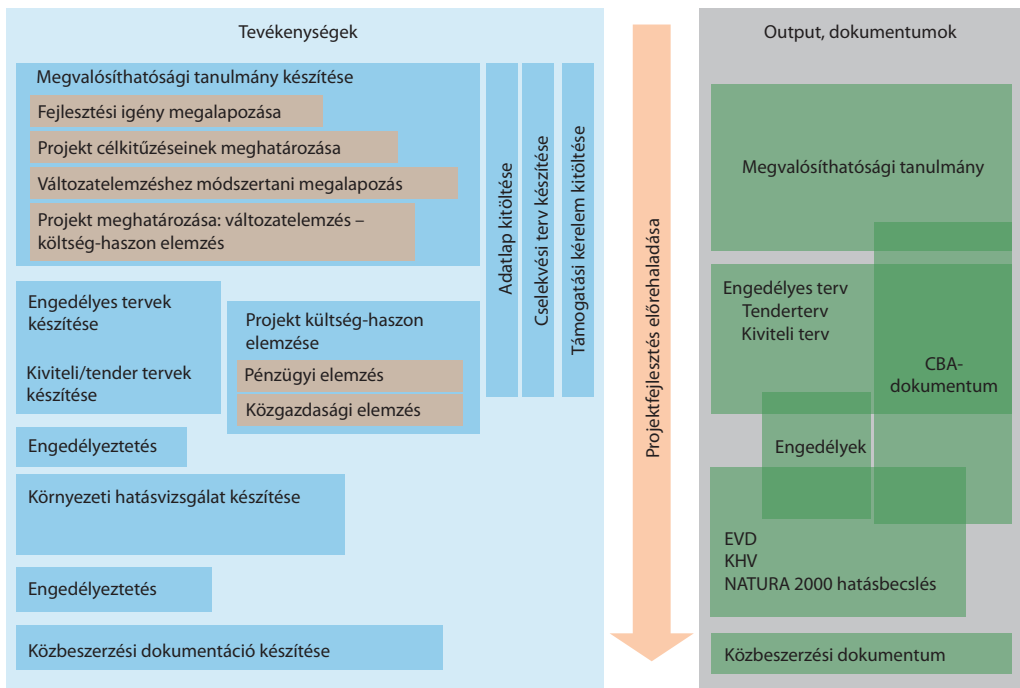 Tevékenységek
Megvalósíthatósági tanulmány készítése
Fejlesztési igény megalapozása
Projekt célkitűzéseinek meghatározása
Változatelemzéshez módszertani megalapozás
Projekt meghatározása: változatelemzés –
költség-haszon elemzés
Adatlap kitöltése
Cselekvési terv készítése
Támogatási kérelem kitöltése
Engedélyes tervek
készítése
Kiviteli/tender tervek
készítése
Projekt kültség-haszon
elemzése
Pénzügyi elemzés
Közgazdasági elemzés
Engedélyeztetés
Környezeti hatásvizsgálat készítése
Engedélyeztetés
Közbeszerzési dokumentáció készítése
Projektfejlesztés előrehaladása
Output, dokumentumok
Megvalósíthatósági tanulmány
Engedélyes terv
Tenderterv
Kiviteli terv
CBA-
dokumentum
Engedélyek
EVD
KHV
NATURA 2000 hatásbecslés
Közbeszerzési dokumentum